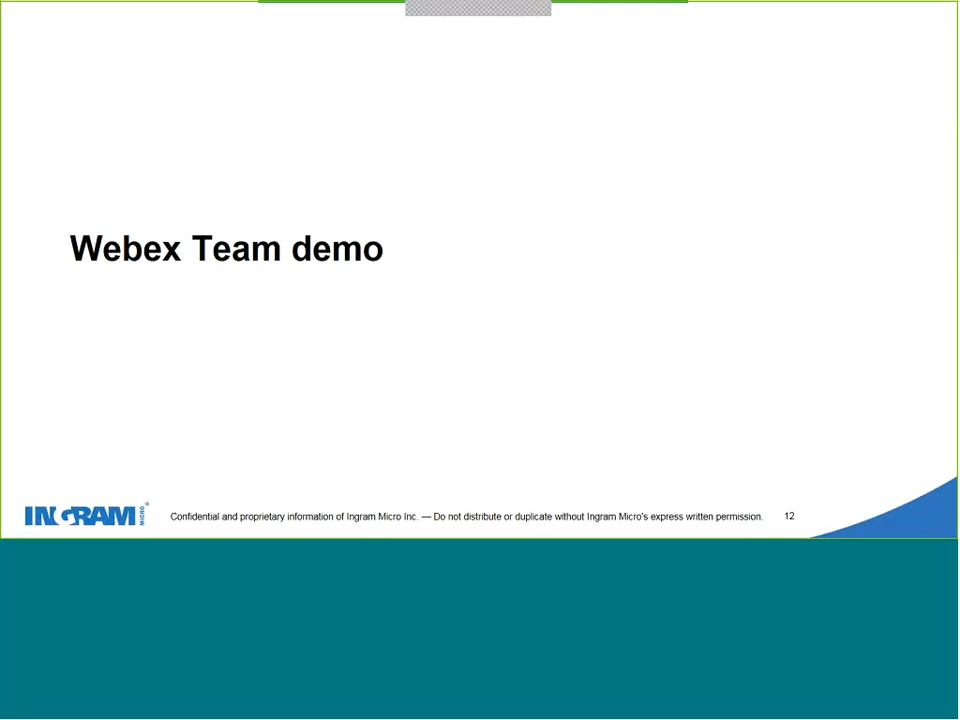 Webex Team demo
INGRAM MICRO®
Confidential and proprietary information of Ingram Micro Inc. — Do not distribute or duplicate without Ingram Micro's express written permission. 12